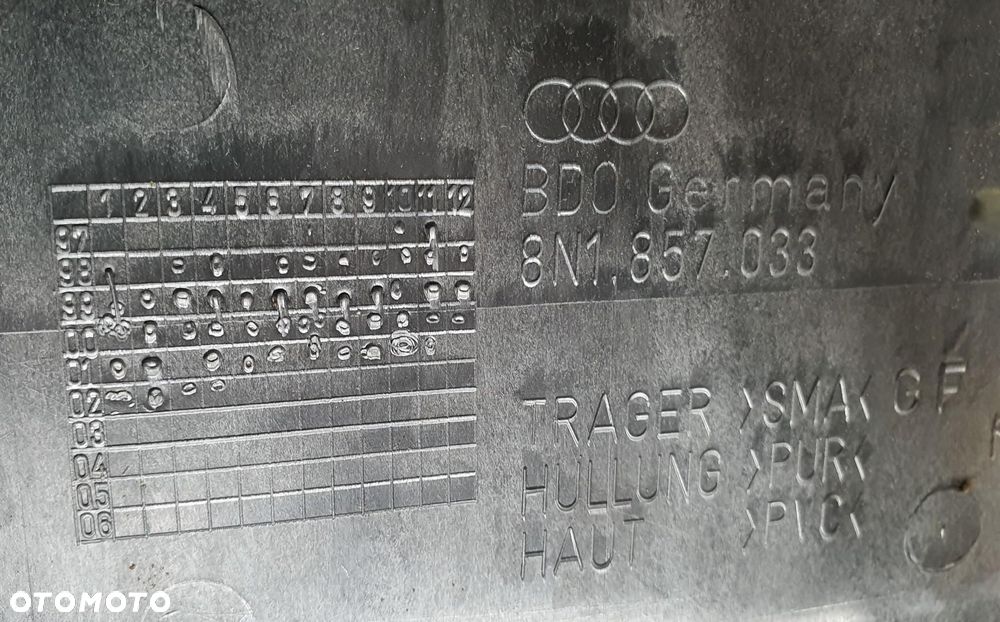 BDO Germany
8N1.857.033
1 2 3 4 5 6 7 8 9 10 11 12
97
98
99
00
01
02
03
04
05
06
TRAGER >SMA< GF
HULLUNG >PUR<
HAUT >PVC<
OTOMOTO